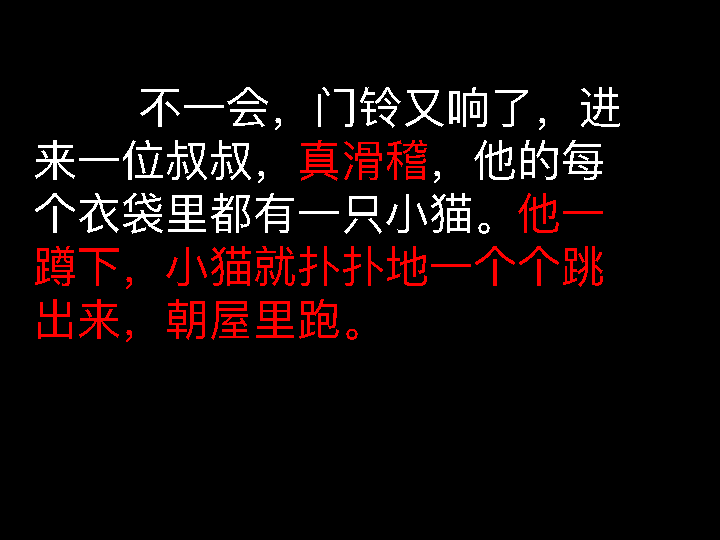 不一会，门铃又响了，进
来一位叔叔，真滑稽，他的每
个衣袋里都有一只小猫。他一
蹲下，小猫就扑扑地一个个跳
出来，朝屋里跑。